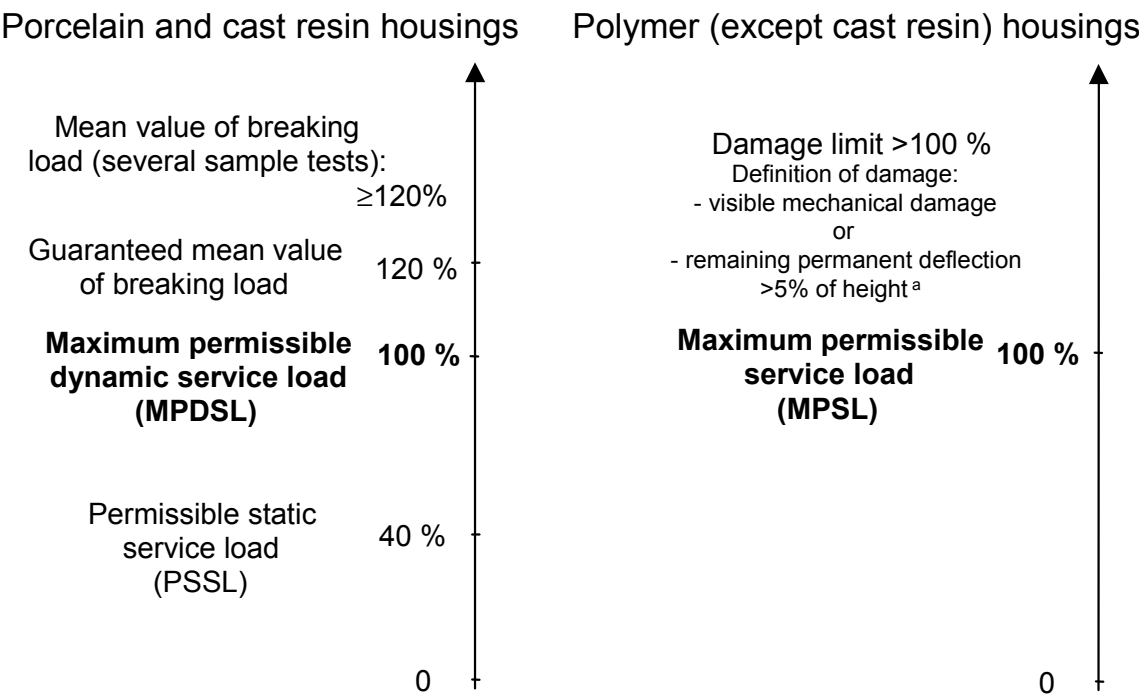 Porcelain and cast resin housings
Mean value of breaking
load (several sample tests):
≥120%
Guaranteed mean value
of breaking load
120 %
Maximum permissible
dynamic service load
(MPDSL)
100 %
Permissible static
service load
(PSSL)
40 %
0
Polymer (except cast resin) housings
Damage limit >100 %
Definition of damage:
- visible mechanical damage
or
- remaining permanent deflection
>5% of height a
Maximum permissible
service load
(MPSL)
100 %
0